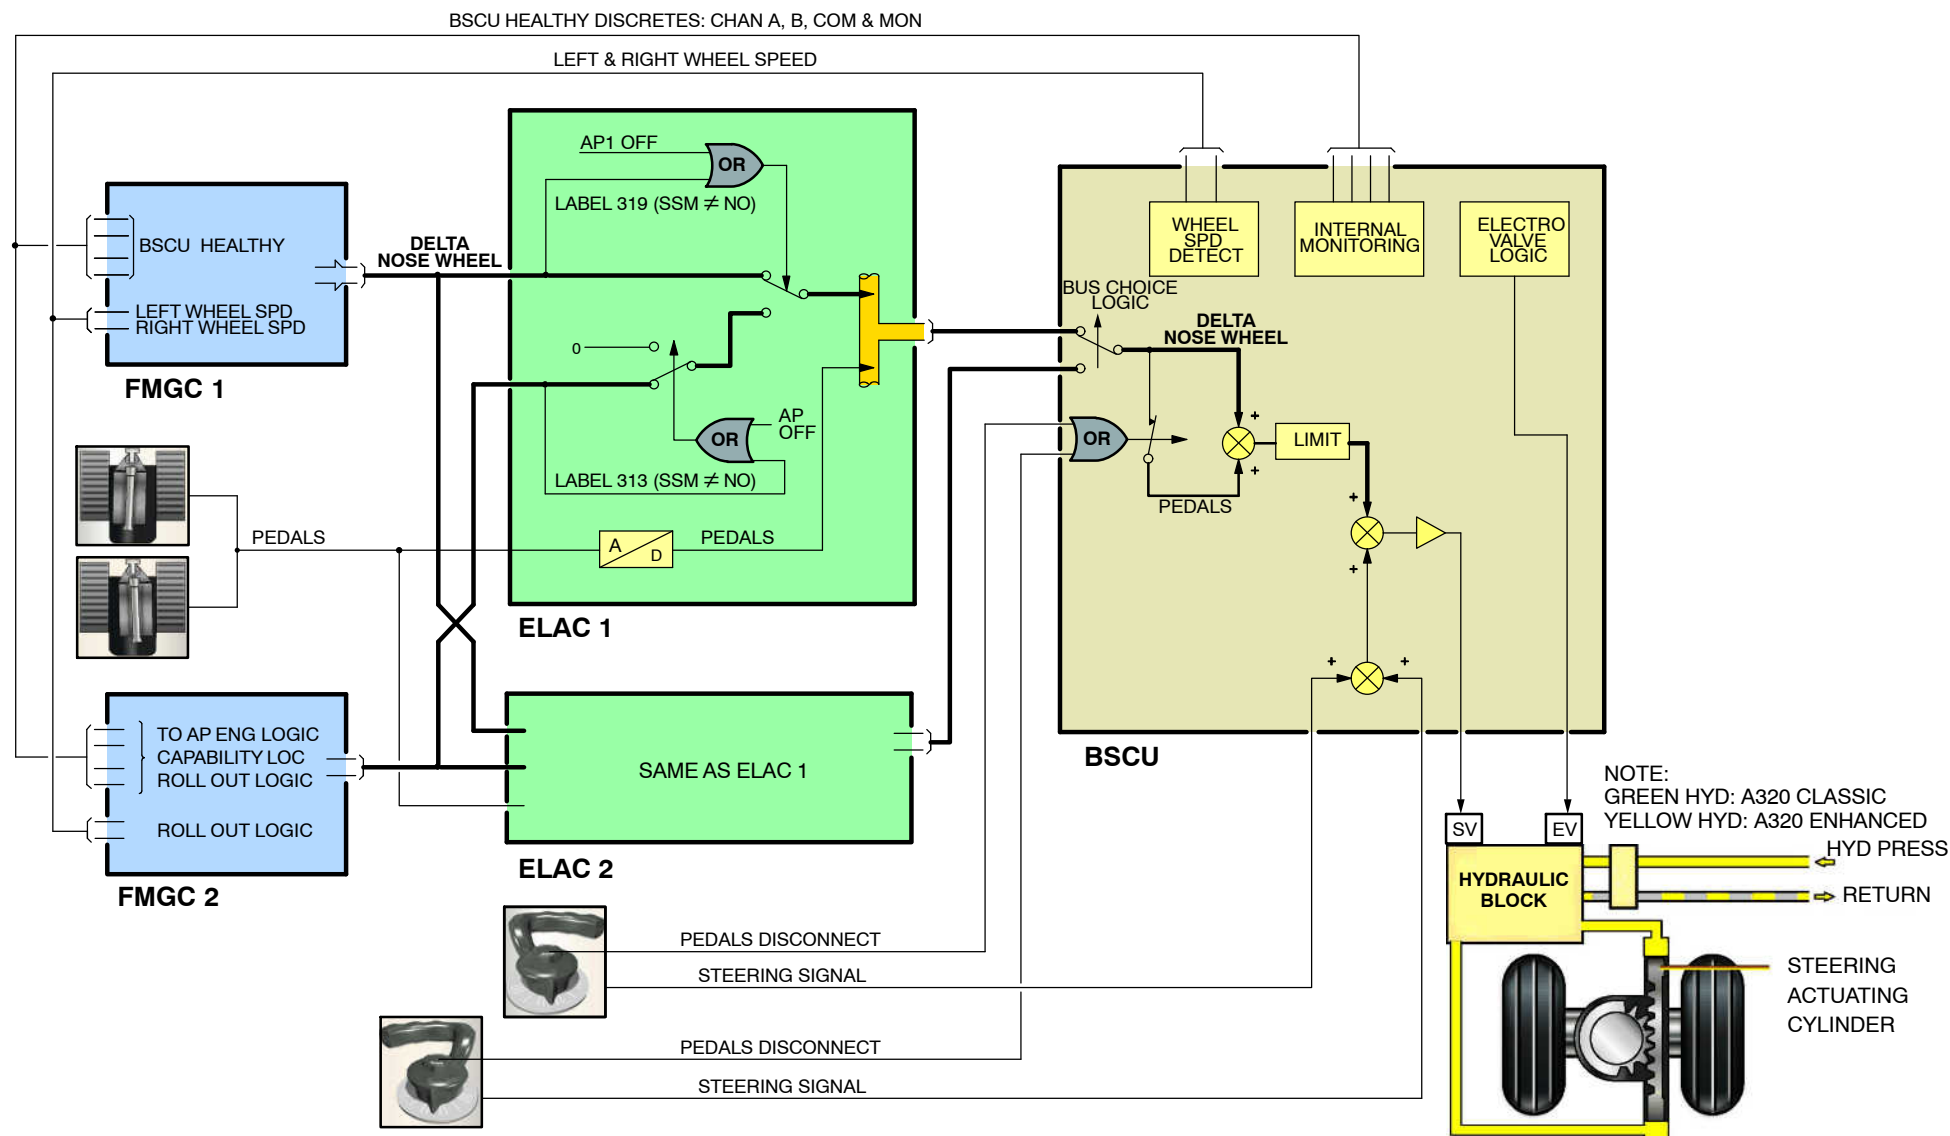 BSCU HEALTHY DISCRETES: CHAN A, B, COM & MON
LEFT & RIGHT WHEEL SPEED
BSCU HEALTHY
LEFT WHEEL SPD
RIGHT WHEEL SPD
FMGC 1
DELTA
NOSE WHEEL
AP1 OFF
OR
LABEL 319 (SSM ≠ NO)
0
OR
AP
OFF
LABEL 313 (SSM ≠ NO)
A
D
PEDALS
PEDALS
ELAC 1
WHEEL
SPD
DETECT
INTERNAL
MONITORING
ELECTRO
VALVE
LOGIC
BUS CHOICE
LOGIC
DELTA
NOSE WHEEL
OR
+
+
LIMIT
PEDALS
+
+
+
+
BSCU
TO AP ENG LOGIC
CAPABILITY LOC
ROLL OUT LOGIC
ROLL OUT LOGIC
FMGC 2
SAME AS ELAC 1
ELAC 2
NOTE:
GREEN HYD: A320 CLASSIC
YELLOW HYD: A320 ENHANCED
SV
EV
HYD PRESS
HYDRAULIC
BLOCK
RETURN
PEDALS DISCONNECT
STEERING SIGNAL
PEDALS DISCONNECT
STEERING SIGNAL
STEERING
ACTUATING
CYLINDER